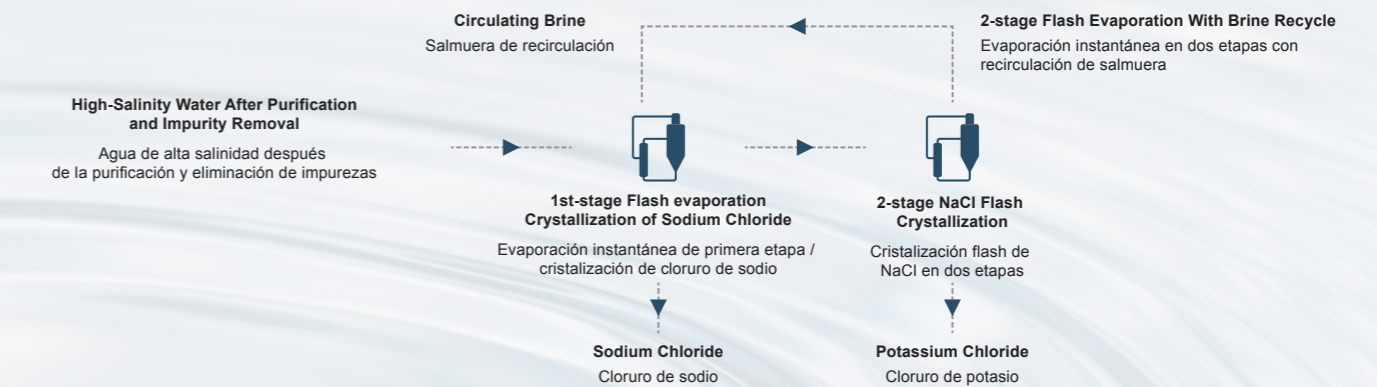 Circulating Brine
Salmuera de recirculación
2-stage Flash Evaporation With Brine Recycle
Evaporación instantánea en dos etapas con
recirculación de salmuera
High-Salinity Water After Purification
and Impurity Removal
Agua de alta salinidad después
de la purificación y eliminación de impurezas
1st-stage Flash evaporation
Crystallization of Sodium Chloride
Evaporación instantánea de primera etapa /
cristalización de cloruro de sodio
2-stage NaCl Flash
Crystallization
Cristalización flash de
NaCl en dos etapas
Sodium Chloride
Cloruro de sodio
Potassium Chloride
Cloruro de potasio